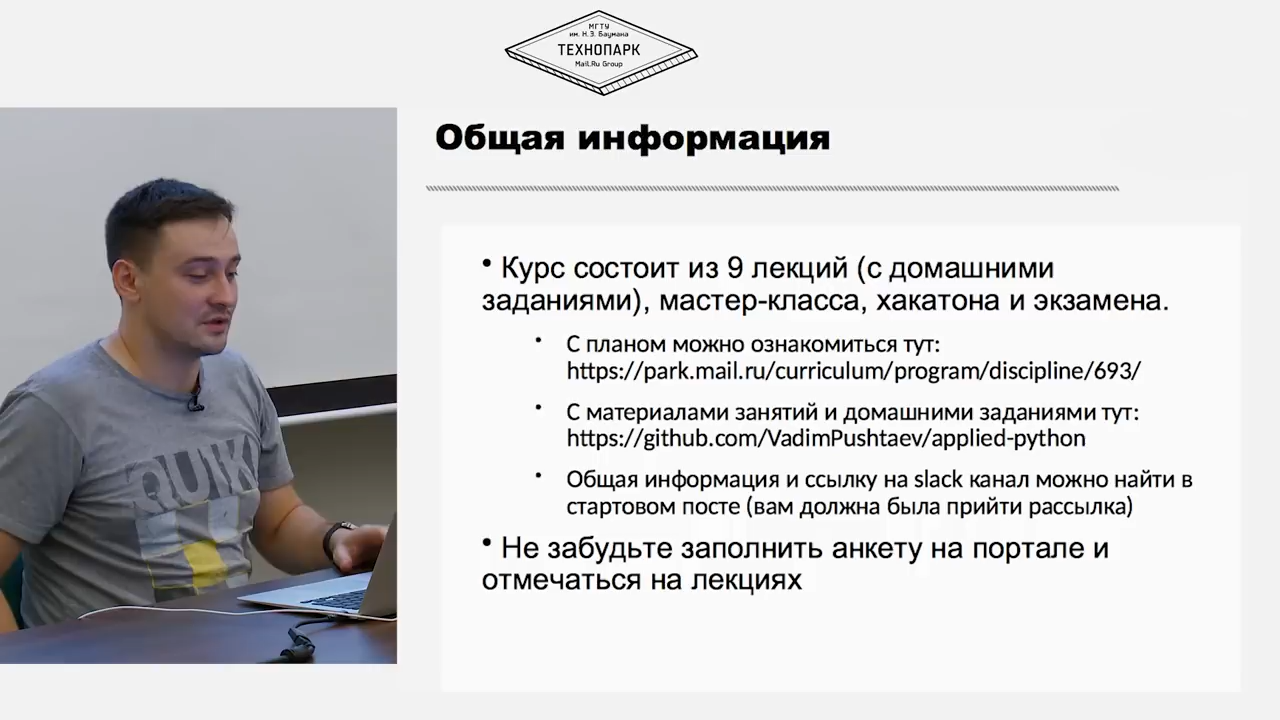 МГТУ
им. Н.Э. Баумана
ТЕХНОПАРК
Mail.Ru Group
Общая информация
• Курс состоит из 9 лекций (с домашними
заданиями), мастер-класса, хакатона и экзамена.
• С планом можно ознакомиться тут:
https://park.mail.ru/curriculum/program/discipline/693/
• С материалами занятий и домашними заданиями тут:
https://github.com/VadimPushtaev/applied-python
• Общая информация и ссылку на slack канал можно найти в
стартовом посте (вам должна была прийти рассылка)
• Не забудьте заполнить анкету на портале и
отмечаться на лекциях